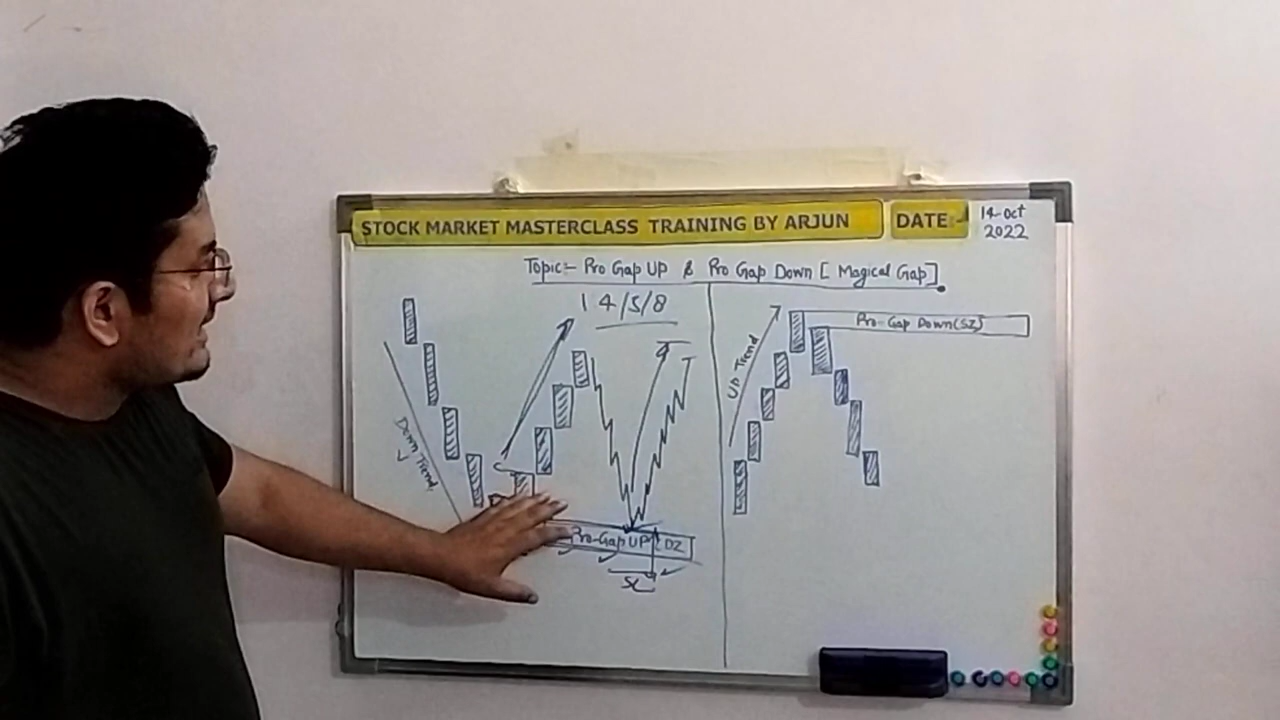 STOCK MARKET MASTERCLASS TRAINING BY ARJUN
DATE:-
14-Oct
2022
Topic:- Pro Gap UP & Pro Gap Down [ Magical Gap ]
1 4/5/8
Down Trend
Pro-Gap UP (DZ
SL
UP Trend
Pro-Gap Down(SZ)